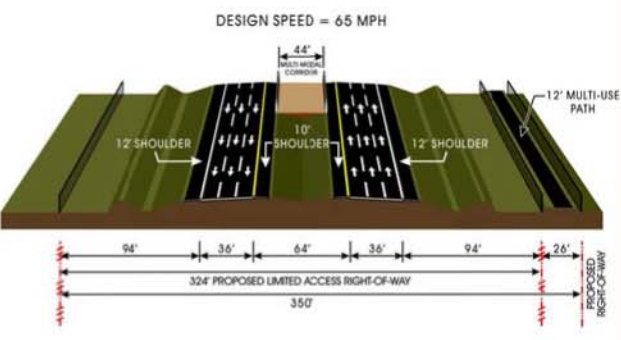 DESIGN SPEED = 65 MPH
44'
MULTI-MODAL
CORRIDOR
12' MULTI-USE
PATH
12' SHOULDER
10'
SHOULDER
12' SHOULDER
94'
36'
64'
36'
94'
26'
324' PROPOSED LIMITED ACCESS RIGHT-OF-WAY
350'
PROPOSED
RIGHT-OF-WAY